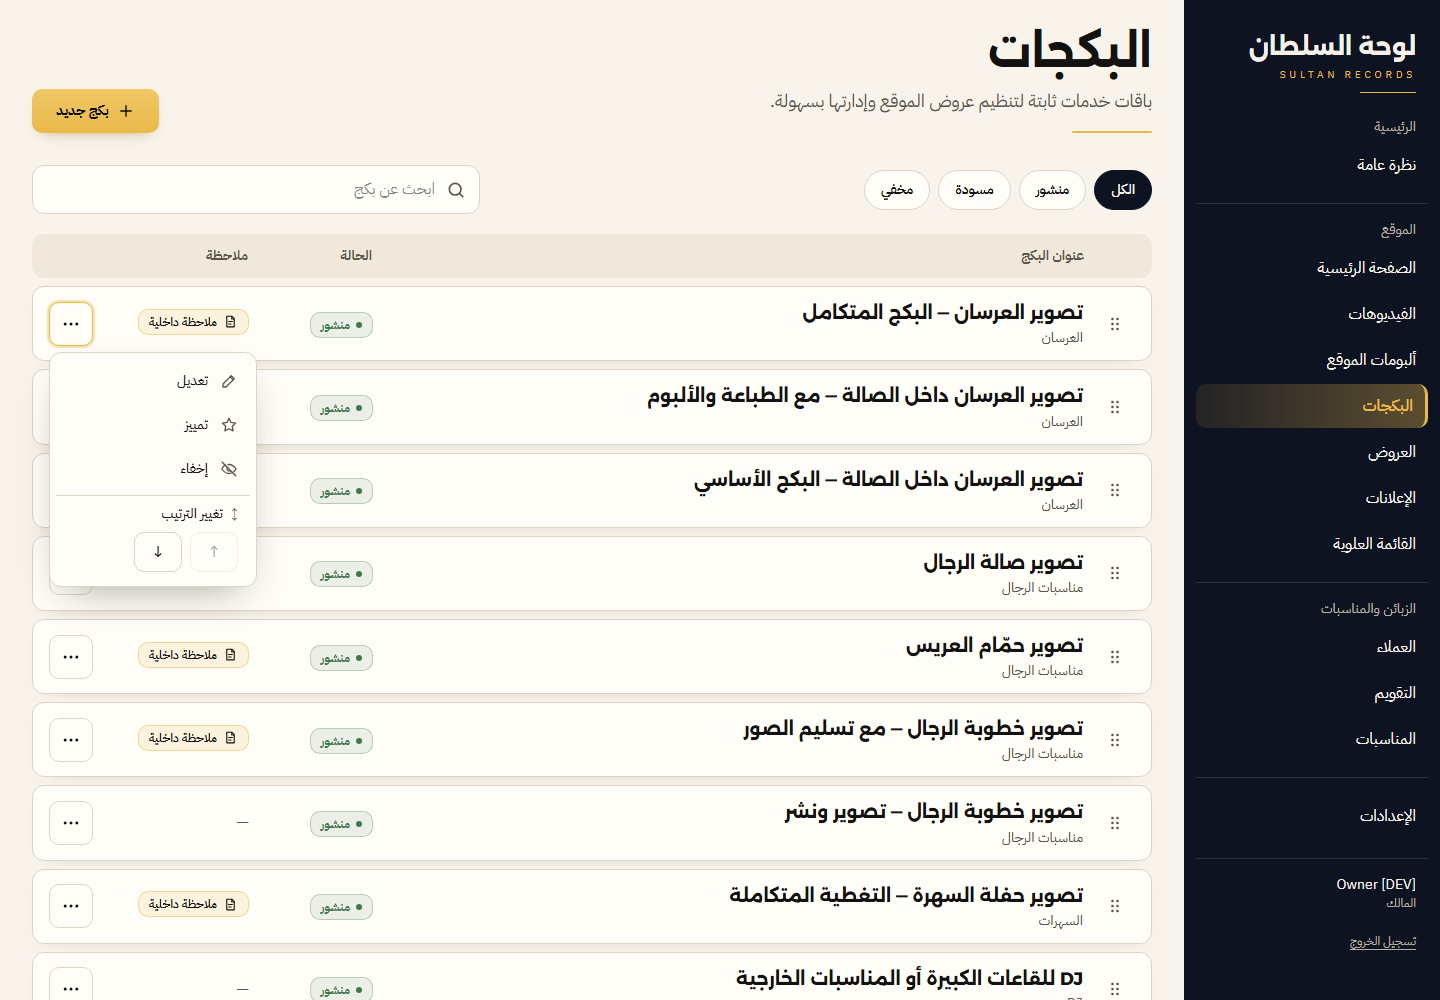 لوحة السلطان
SULTAN RECORDS
الرئيسية
نظرة عامة
الموقع
الصفحة الرئيسية
الفيديوهات
ألبومات الموقع
البكجات
العروض
الإعلانات
القائمة العلوية
الزبائن والمناسبات
العملاء
التقويم
المناسبات
الإعدادات
Owner [DEV]
المالك
تسجيل الخروج
البكجات
باقات خدمات ثابتة لتنظيم عروض الموقع وإدارتها بسهولة.
بكج جديد
الكل منشور مسودة مخفي
ابحث عن بكج
عنوان البكج الحالة ملاحظة
تصوير العرسان – البكج المتكامل
العرسان
منشور
ملاحظة داخلية
تعديل
تمييز
إخفاء
تغيير الترتيب
تصوير العرسان داخل الصالة – مع الطباعة والألبوم
العرسان
منشور
تصوير العرسان داخل الصالة – البكج الأساسي
العرسان
منشور
تصوير صالة الرجال
مناسبات الرجال
منشور
تصوير حمّام العريس
مناسبات الرجال
منشور
ملاحظة داخلية
تصوير خطوبة الرجال – مع تسليم الصور
مناسبات الرجال
منشور
ملاحظة داخلية
تصوير خطوبة الرجال – تصوير ونشر
مناسبات الرجال
منشور
—
تصوير حفلة السهرة – التغطية المتكاملة
السهرات
منشور
ملاحظة داخلية
DJ للقاعات الكبيرة أو المناسبات الخارجية
منشور
—